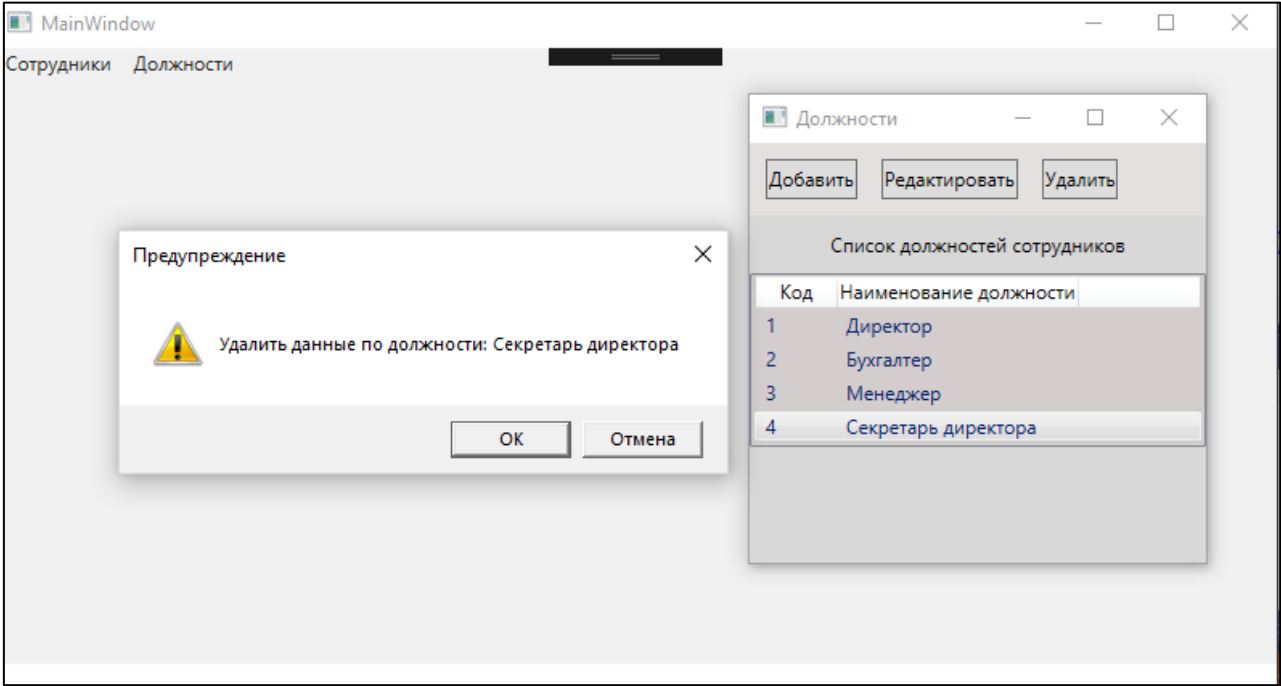 MainWindow
Сотрудники Должности
Должности
Добавить Редактировать Удалить
Список должностей сотрудников
Код Наименование должности
1 Директор
2 Бухгалтер
3 Менеджер
4 Секретарь директора
Предупреждение
Удалить данные по должности: Секретарь директора
ОК Отмена